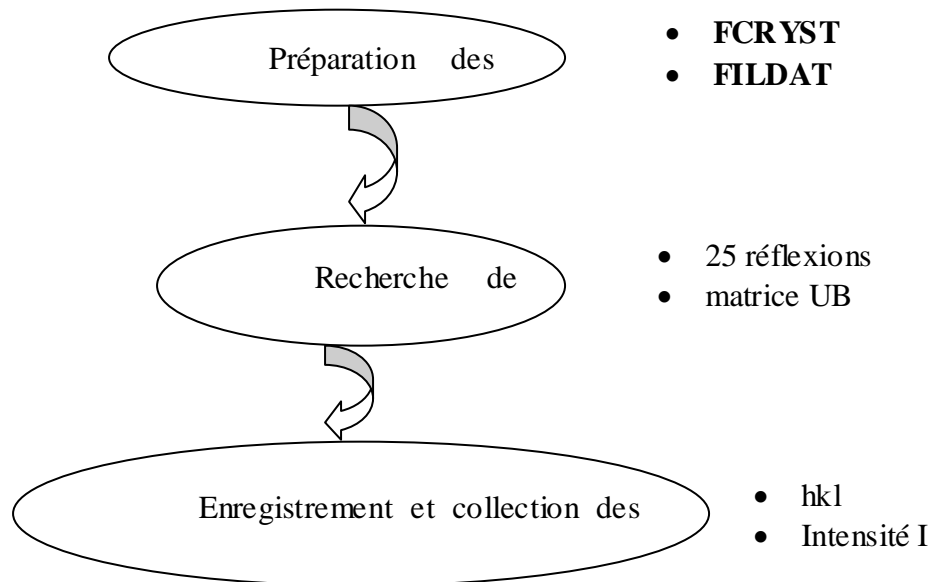 Préparation des
• FCRYST
• FILDAT
Recherche de
• 25 réflexions
• matrice UB
Enregistrement et collection des
• hkl
• Intensité I